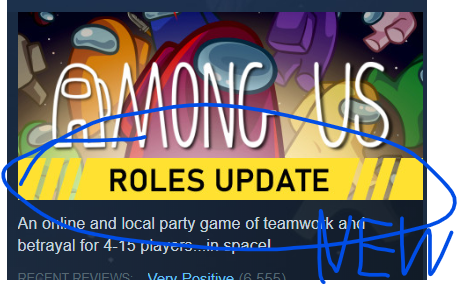 AMONG US
ROLES UPDATE
An online and local party game of teamwork and
betrayal for 4-15 players...in space!
NEW
RECENT REVIEWS: Very Positive (6,555)